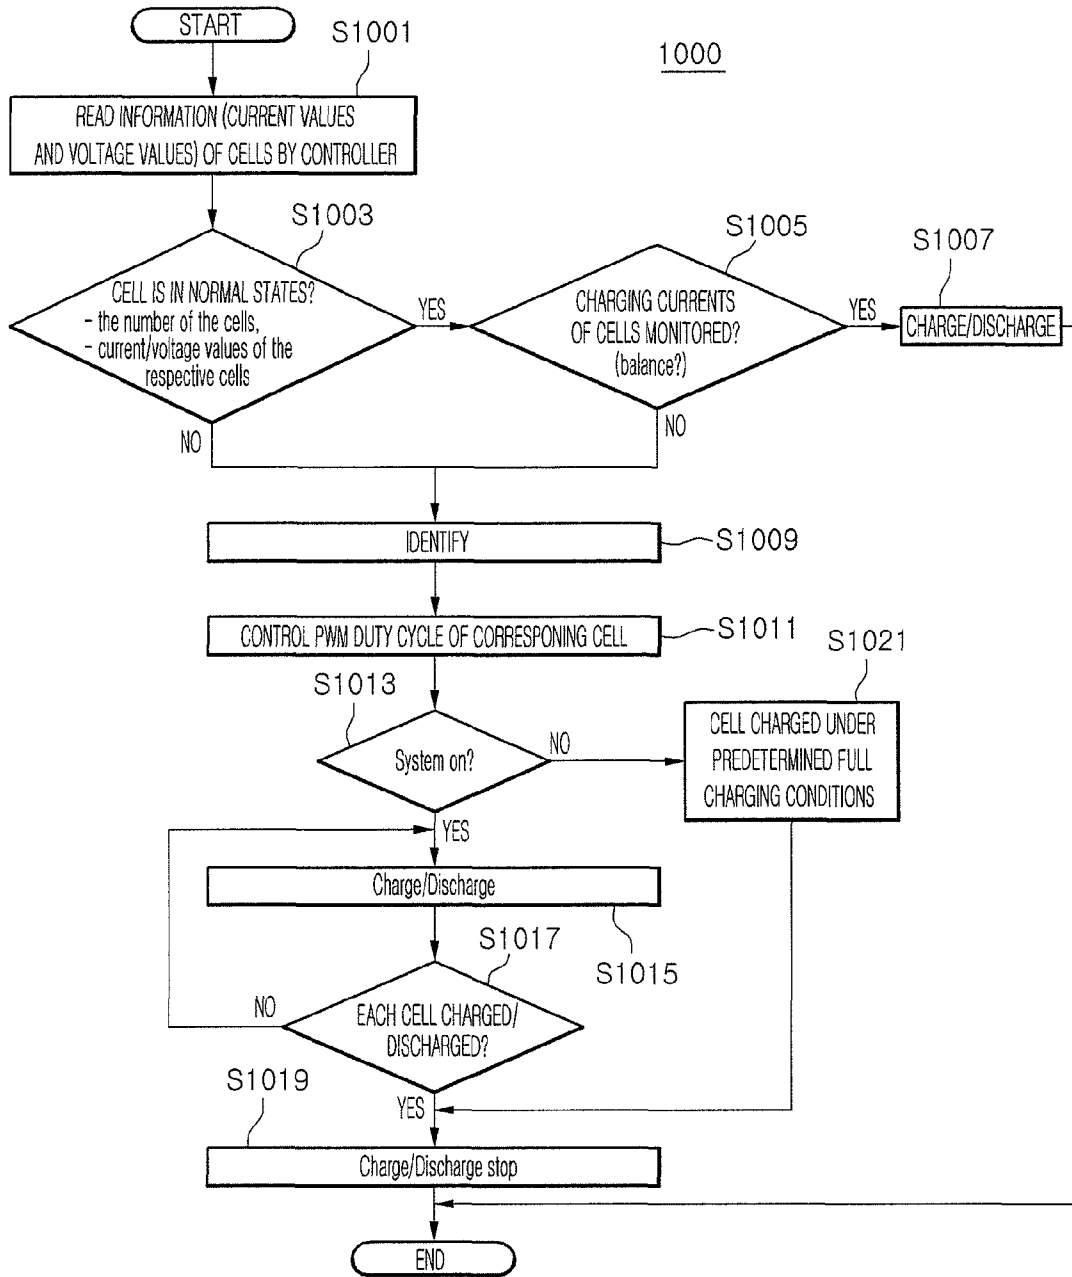 START
S1001
1000
READ INFORMATION (CURRENT VALUES
AND VOLTAGE VALUES) OF CELLS BY CONTROLLER
S1003
S1005
S1007
CELL IS IN NORMAL STATES?
- the number of the cells,
- current/voltage values of the
respective cells
YES
CHARGING CURRENTS
OF CELLS MONITORED?
(balance?)
YES
CHARGE/DISCHARGE
NO
NO
IDENTIFY
S1009
CONTROL PWM DUTY CYCLE OF CORRESPONING CELL
S1011
S1013
S1021
System on?
NO
CELL CHARGED UNDER
PREDETERMINED FULL
CHARGING CONDITIONS
YES
Charge/Discharge
S1015
S1017
NO
EACH CELL CHARGED/
DISCHARGED?
S1019
YES
Charge/Discharge stop
END